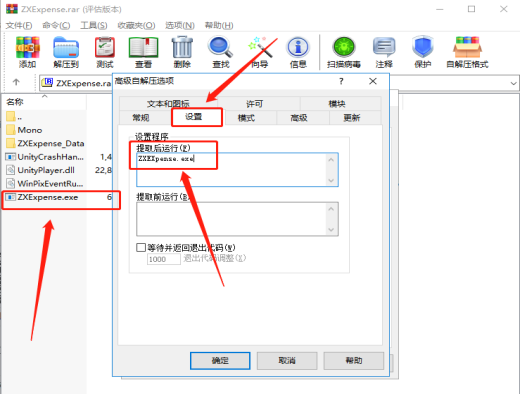 ZXExpense.rar (评估版本)
文件(F) 命令(C) 工具(S) 收藏夹(O) 选项(N) 帮助(H)
添加 解压到 测试 查看 删除 查找 向导 信息 扫描病毒 注释 保护 自解压格式
ZXExpense.ra
高级自解压选项 ?
名称
文本和图标 许可 模块
常规 设置 模式 高级 更新
..
Mono
ZXExpense_Data
UnityCrashHan... 1,4
UnityPlayer.dll 22,8
WinPixEventRu...
ZXExpense.exe 6
设置程序
提取后运行(F)
ZXEXpense.exe
提取前运行
等待并返回退出代码(W)
1000 退出代码调整(X)
确定 取消 帮助